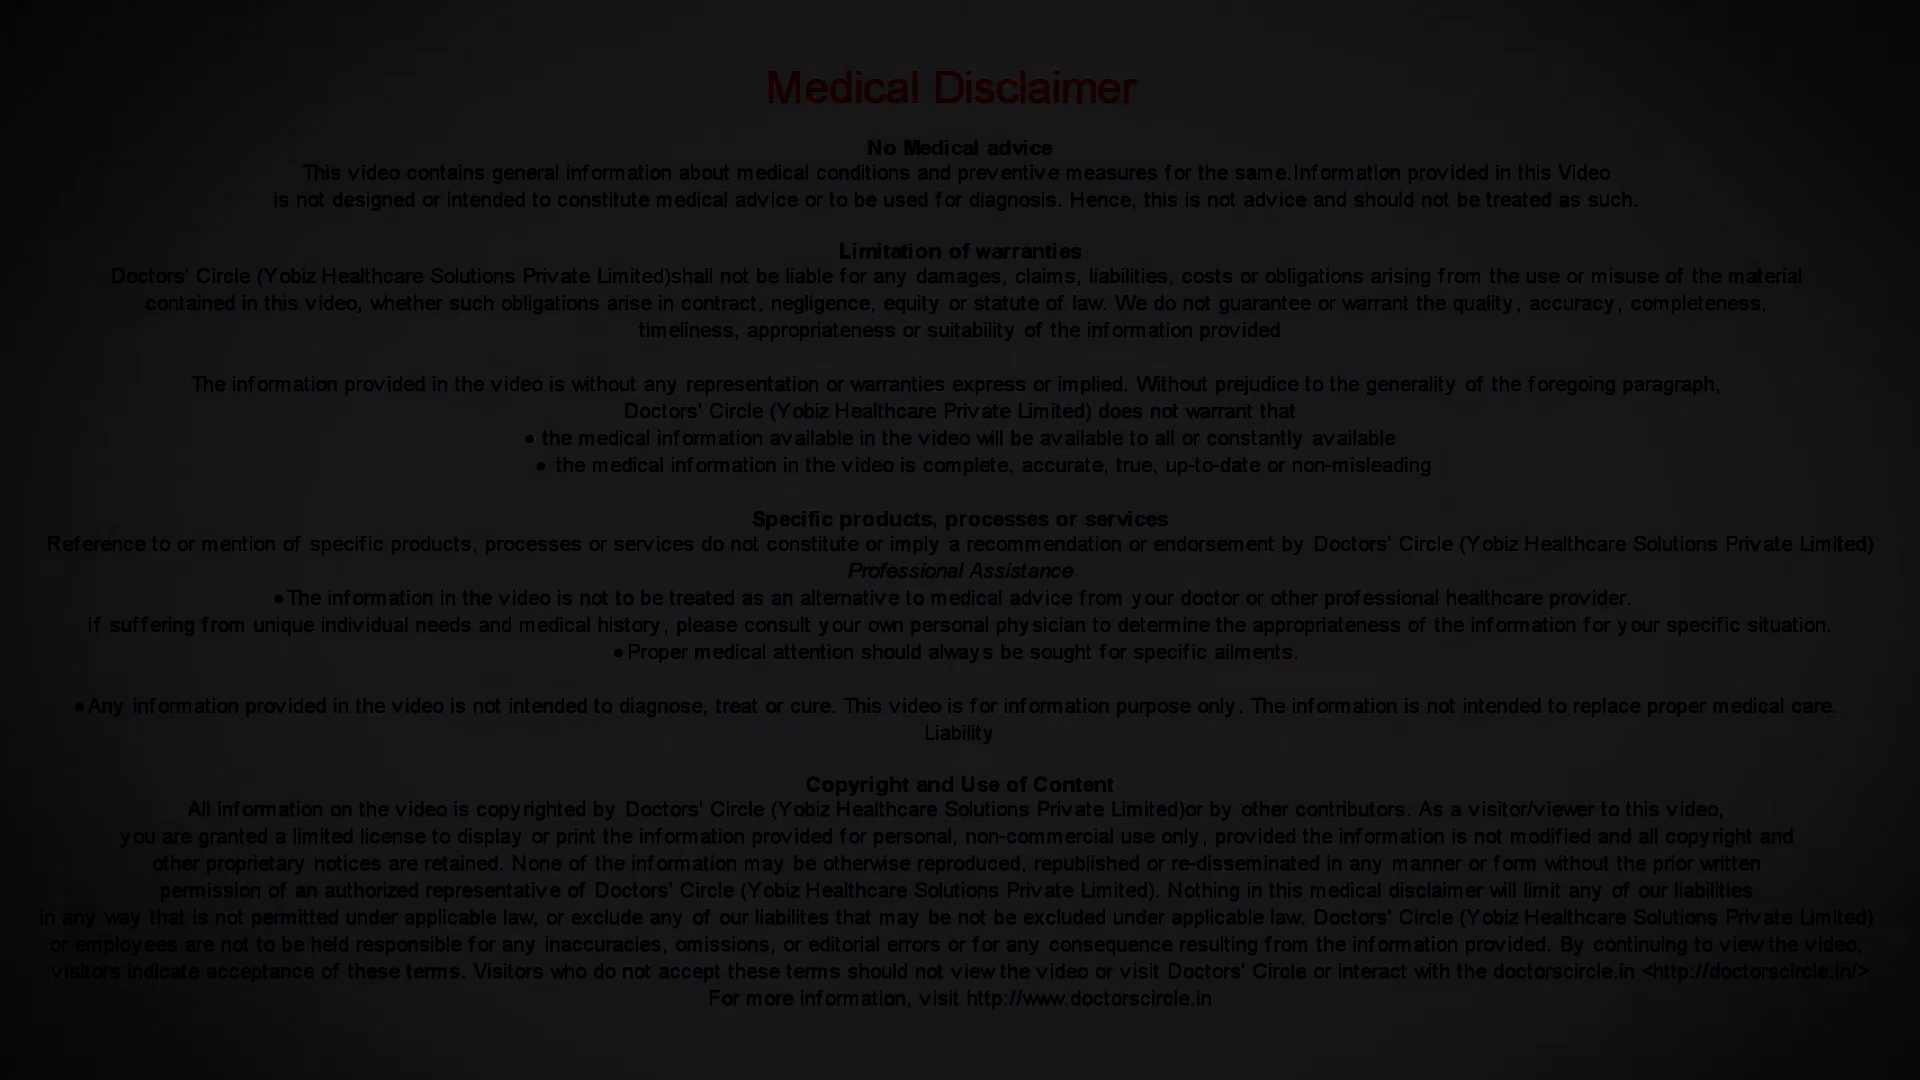 Medical Disclaimer
No Medical advice
This video contains general information about medical conditions and preventive measures for the same.Information provided in this Video
is not designed or intended to constitute medical advice or to be used for diagnosis. Hence, this is not advice and should not be treated as such.
Limitation of warranties
Doctors' Circle (Yobiz Healthcare Solutions Private Limited)shall not be liable for any damages, claims, liabilities, costs or obligations arising from the use or misuse of the material
contained in this video, whether such obligations arise in contract, negligence, equity or statute of law. We do not guarantee or warrant the quality, accuracy, completeness,
timeliness, appropriateness or suitability of the information provided
The information provided in the video is without any representation or warranties express or implied. Without prejudice to the generality of the foregoing paragraph,
Doctors' Circle (Yobiz Healthcare Private Limited) does not warrant that
● the medical information available in the video will be available to all or constantly available
● the medical information in the video is complete, accurate, true, up-to-date or non-misleading
Specific products, processes or services
Reference to or mention of specific products, processes or services do not constitute or imply a recommendation or endorsement by Doctors' Circle (Yobiz Healthcare Solutions Private Limited)
Professional Assistance
●The information in the video is not to be treated as an alternative to medical advice from your doctor or other professional healthcare provider.
If suffering from unique individual needs and medical history, please consult your own personal physician to determine the appropriateness of the information for your specific situation.
●Proper medical attention should always be sought for specific ailments.
●Any information provided in the video is not intended to diagnose, treat or cure. This video is for information purpose only. The information is not intended to replace proper medical care.
Liability
Copyright and Use of Content
All information on the video is copyrighted by Doctors' Circle (Yobiz Healthcare Solutions Private Limited)or by other contributors. As a visitor/viewer to this video,
you are granted a limited license to display or print the information provided for personal, non-commercial use only, provided the information is not modified and all copyright and
other proprietary notices are retained. None of the information may be otherwise reproduced, republished or re-disseminated in any manner or form without the prior written
permission of an authorized representative of Doctors' Circle (Yobiz Healthcare Solutions Private Limited). Nothing in this medical disclaimer will limit any of our liabilities
in any way that is not permitted under applicable law, or exclude any of our liabilites that may be not be excluded under applicable law. Doctors' Circle (Yobiz Healthcare Solutions Private Limited)
or employees are not to be held responsible for any inaccuracies, omissions, or editorial errors or for any consequence resulting from the information provided. By continuing to view the video,
visitors indicate acceptance of these terms. Visitors who do not accept these terms should not view the video or visit Doctors' Circle or interact with the doctorscircle.in <http://doctorscircle.in/>
For more information, visit http://www.doctorscircle.in